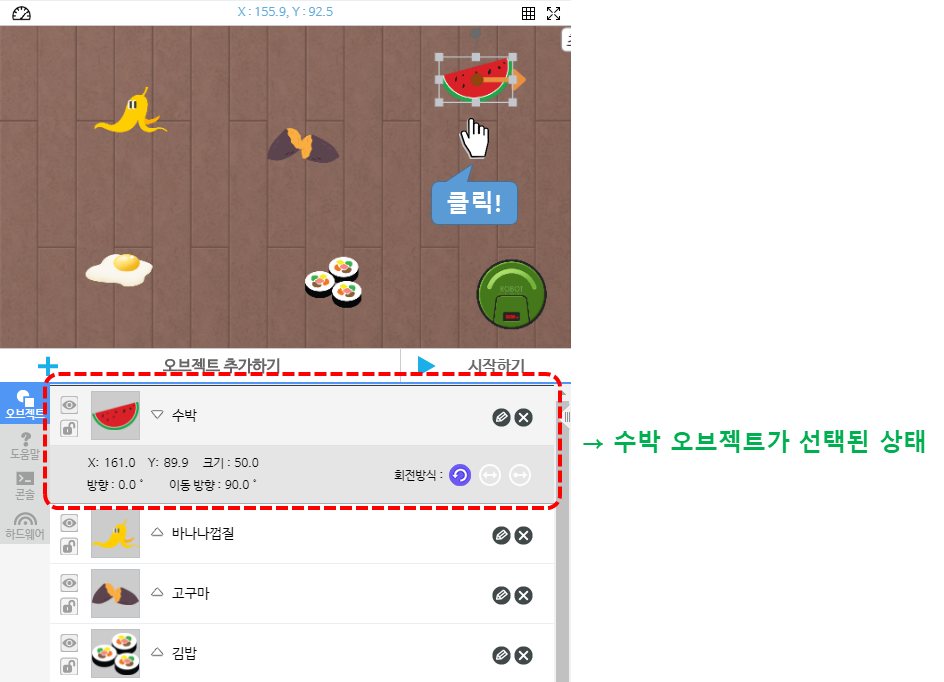 X : 155.9, Y : 92.5
클릭!
ROBOT
오브젝트 추가하기
시작하기
오브젝트
수박
→ 수박 오브젝트가 선택된 상태
도움말
X: 161.0 Y: 89.9 크기 : 50.0
회전방식 :
방향 : 0.0 ˚ 이동 방향 : 90.0 ˚
콘솔
하드웨어
바나나껍질
고구마
김밥